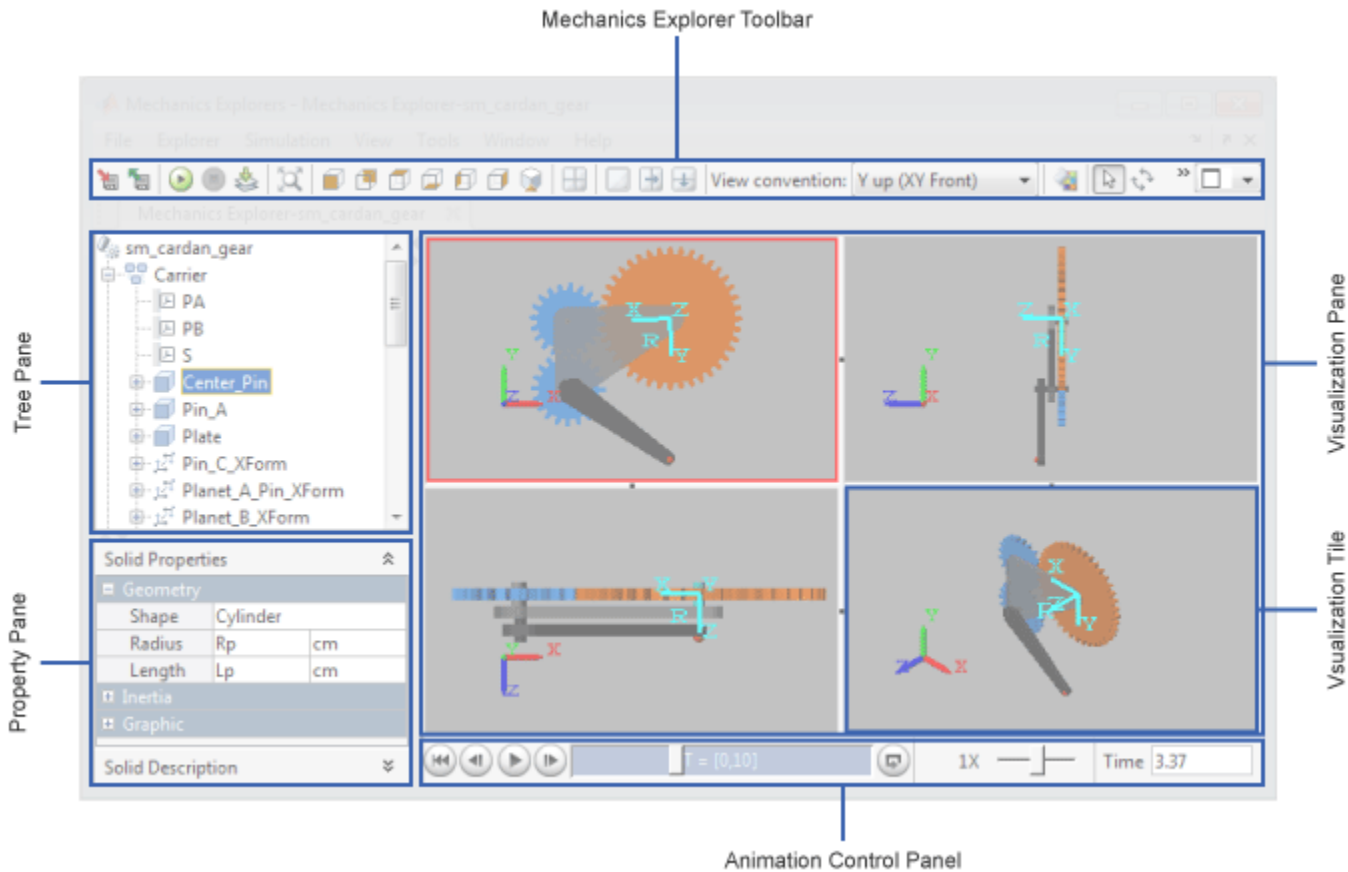 Mechanics Explorer Toolbar
Mechanics Explorers - Mechanics Explorer-sm_cardan_gear
File Explorer Simulation View Tools Window Help
View convention: Y up (XY Front)
Mechanics Explorer-sm_cardan_gear
Tree Pane
sm_cardan_gear
Carrier
PA
PB
S
Center_Pin
Pin_A
Plate
Pin_C_XForm
Planet_A_Pin_XForm
Planet_B_XForm
Property Pane
Solid Properties
Geometry
Shape Cylinder
Radius Rp cm
Length Lp cm
Inertia
Graphic
Solid Description
X Z
R
Y
Y
Z X
Z X
R
Y
Y
Z X
X Y
R
Z
Y X
Z
X
R Z
Y
Y
Z X
Visualization Pane
Vsualization Tile
T = [0,10]
1X
Time 3.37
Animation Control Panel